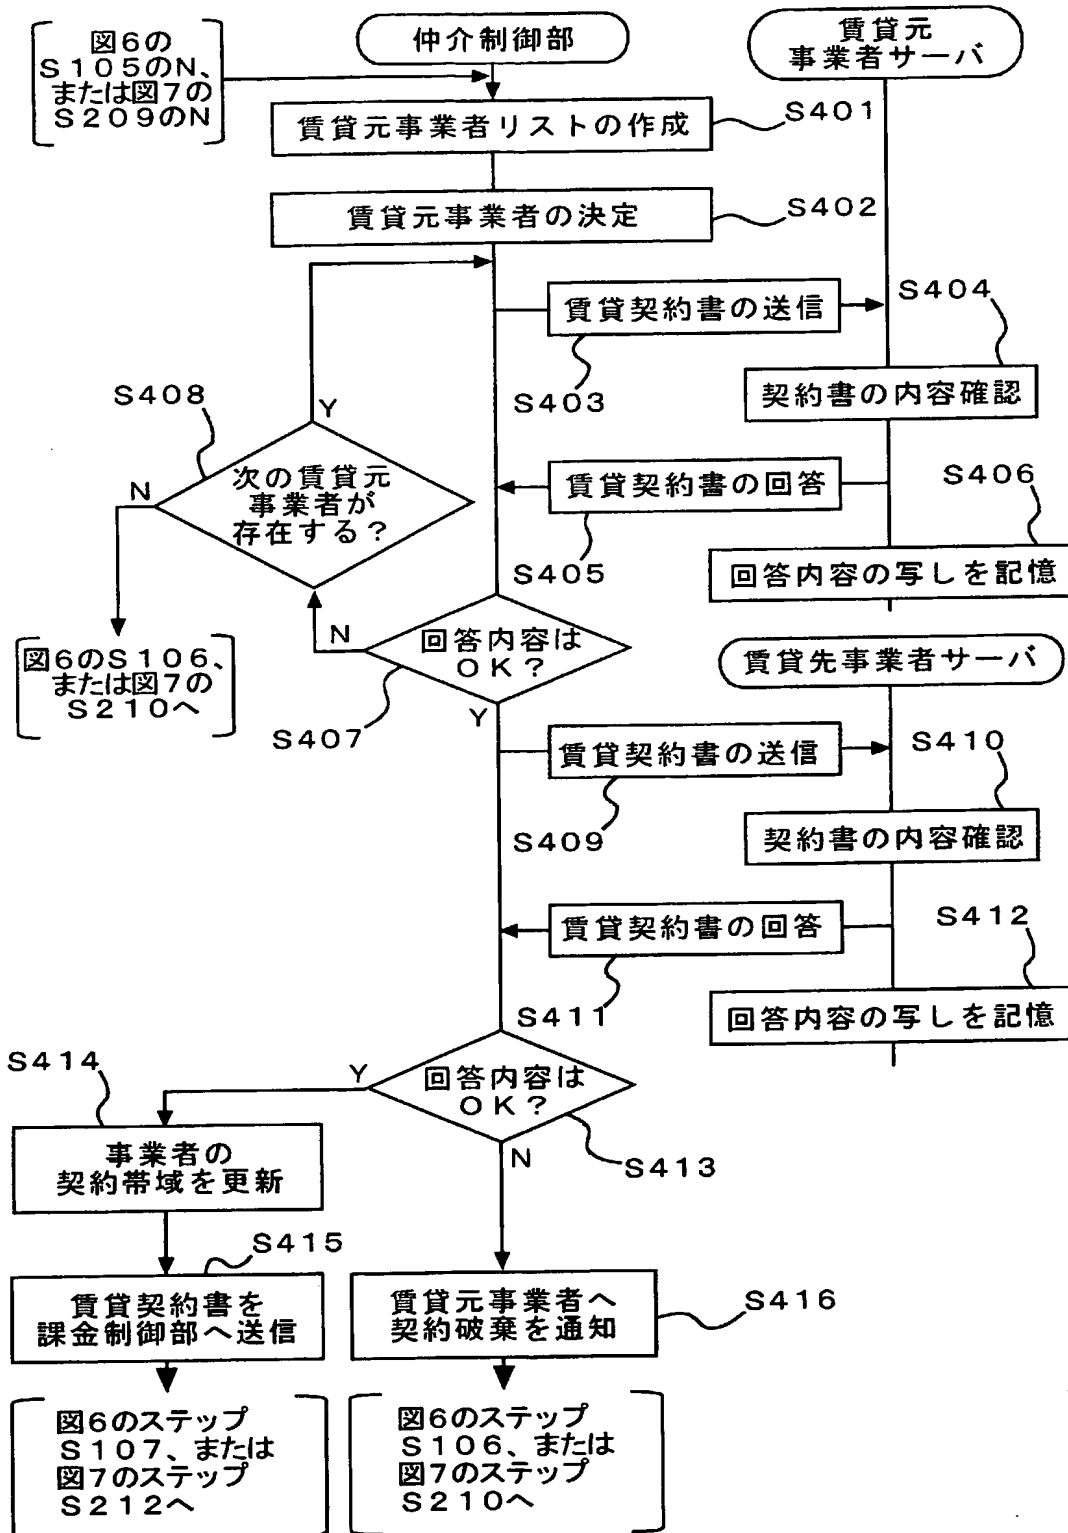 図6の
S105のN、
または図7の
S209のN
仲介制御部
賃貸元
事業者サーバ
賃貸元事業者リストの作成
S401
賃貸元事業者の決定
S402
賃貸契約書の送信
S403
S404
契約書の内容確認
S408
Y
N
次の賃貸元
事業者が
存在する?
賃貸契約書の回答
S405
S406
回答内容の写しを記憶
図6のS106、
または図7の
S210へ
N
回答内容は
OK?
S407
Y
賃貸先事業者サーバ
賃貸契約書の送信
S409
S410
契約書の内容確認
賃貸契約書の回答
S411
S412
回答内容の写しを記憶
S414
Y
回答内容は
OK?
N
S413
事業者の
契約帯域を更新
S415
賃貸契約書を
課金制御部へ送信
賃貸元事業者へ
契約破棄を通知
S416
図6のステップ
S107、または
図7のステップ
S212へ
図6のステップ
S106、または
図7のステップ
S210へ